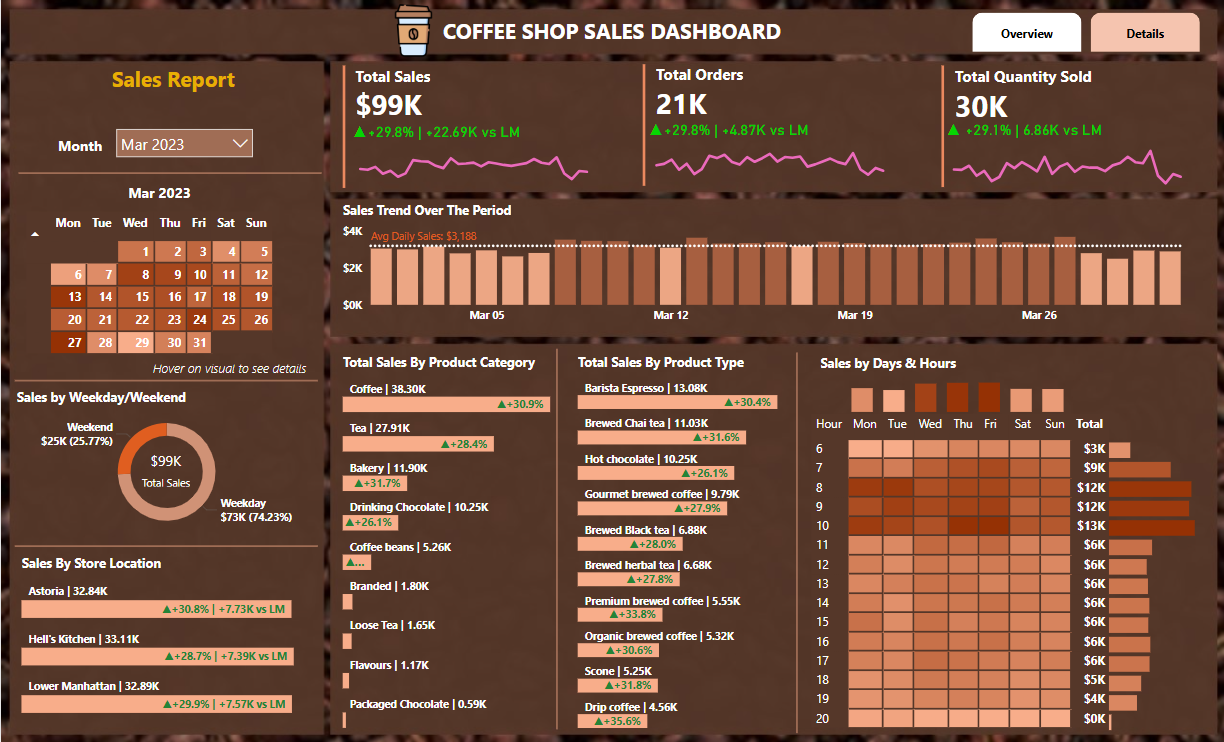 COFFEE SHOP SALES DASHBOARD
Overview
Details
Sales Report
Month
Mar 2023
Mar 2023
Mon Tue Wed Thu Fri Sat Sun
1 2 3 4 5
6 7 8 9 10 11 12
13 14 15 16 17 18 19
20 21 22 23 24 25 26
27 28 29 30 31
Hover on visual to see details
Sales by Weekday/Weekend
Weekend
$25K (25.77%)
$99K
Total Sales
Weekday
$73K (74.23%)
Sales By Store Location
Astoria | 32.84K
▲+30.8% | +7.73K vs LM
Hell's Kitchen | 33.11K
▲+28.7% | +7.39K vs LM
Lower Manhattan | 32.89K
▲+29.9% | +7.57K vs LM
Total Sales
$99K
▲+29.8% | +22.69K vs LM
Total Orders
21K
▲+29.8% | +4.87K vs LM
Total Quantity Sold
30K
▲ +29.1% | 6.86K vs LM
Sales Trend Over The Period
$4K
Avg Daily Sales: $3,188
$2K
$0K
Mar 05
Mar 12
Mar 19
Mar 26
Total Sales By Product Category
Coffee | 38.30K
▲+30.9%
Tea | 27.91K
▲+28.4%
Bakery | 11.90K
▲+31.7%
Drinking Chocolate | 10.25K
▲+26.1%
Coffee beans | 5.26K
▲...
Branded | 1.80K
Loose Tea | 1.65K
Flavours | 1.17K
Packaged Chocolate | 0.59K
Total Sales By Product Type
Barista Espresso | 13.08K
▲+30.4%
Brewed Chai tea | 11.03K
▲+31.6%
Hot chocolate | 10.25K
▲+26.1%
Gourmet brewed coffee | 9.79K
▲+27.9%
Brewed Black tea | 6.88K
▲+28.0%
Brewed herbal tea | 6.68K
▲+27.8%
Premium brewed coffee | 5.55K
▲+33.8%
Organic brewed coffee | 5.32K
▲+30.6%
Scone | 5.25K
▲+31.8%
Drip coffee | 4.56K
▲+35.6%
Sales by Days & Hours
Hour Mon Tue Wed Thu Fri Sat Sun Total
6 $3K
7 $9K
8 $12K
9 $12K
10 $13K
11 $6K
12 $6K
13 $6K
14 $6K
15 $6K
16 $6K
17 $6K
18 $5K
19 $4K
20 $0K